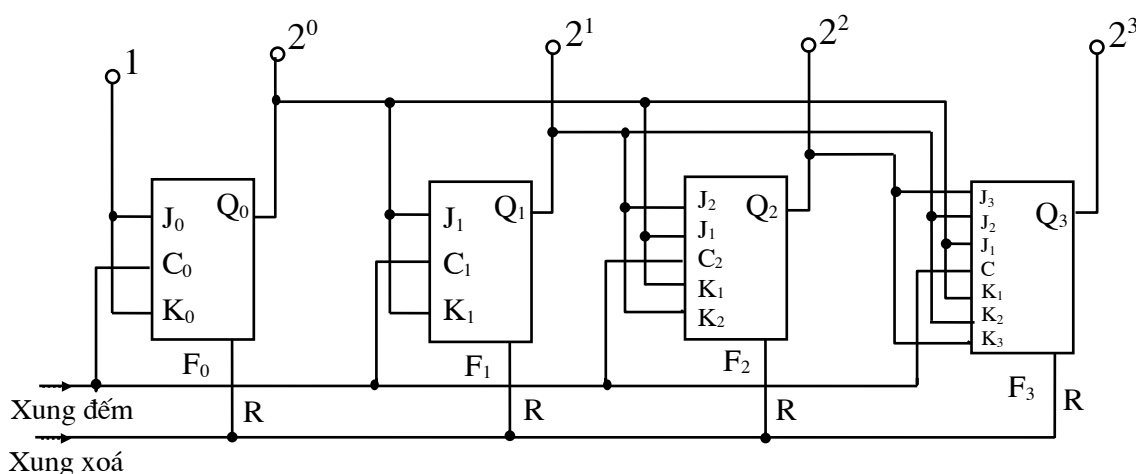 1
2⁰
2¹
2²
2³
J₀
Q₀
C₀
K₀
F₀
J₁
Q₁
C₁
K₁
F₁
J₂
Q₂
J₁
C₂
K₁
K₂
F₂
J₃
J₂
Q₃
J₁
C
K₁
K₂
K₃
F₃
Xung đếm
R
R
R
R
Xung xoá